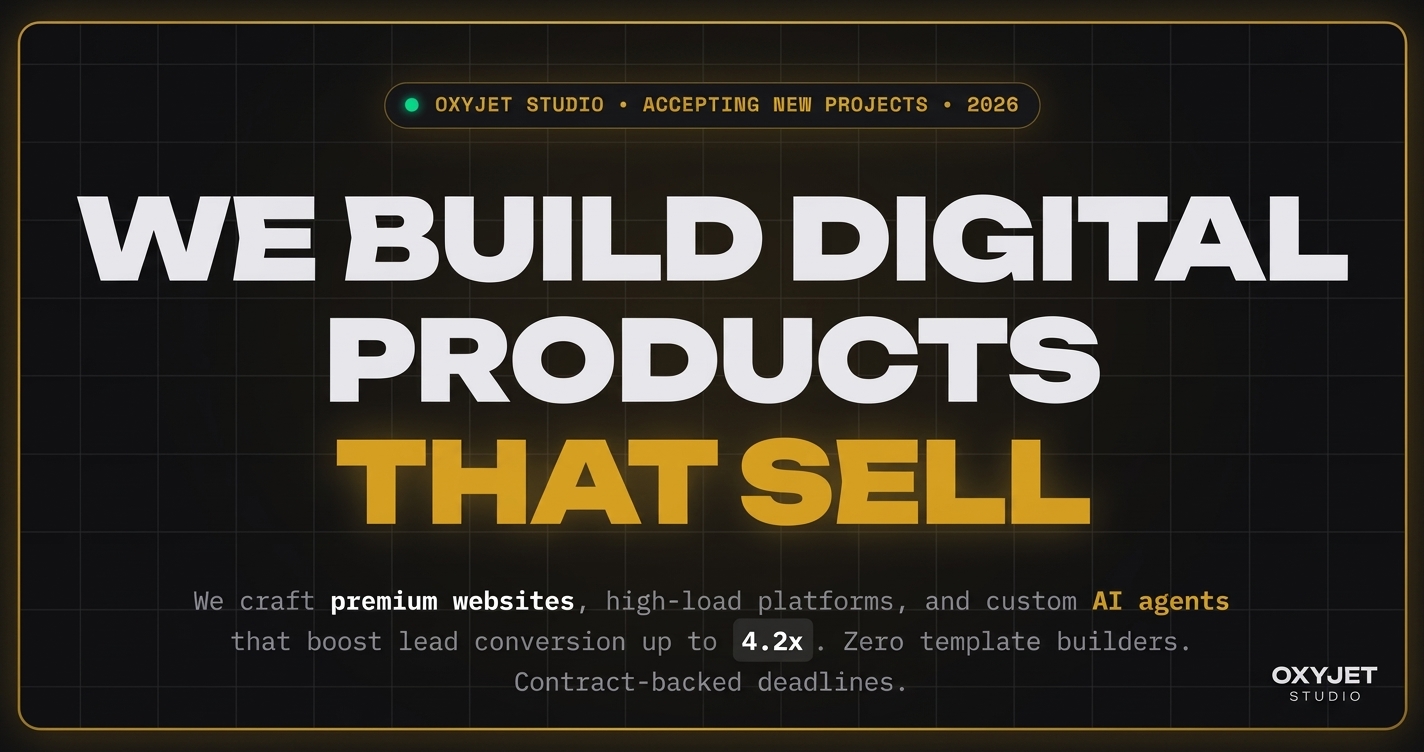 OXYJET STUDIO • ACCEPTING NEW PROJECTS • 2026
WE BUILD DIGITAL
PRODUCTS
THAT SELL
We craft premium websites, high-load platforms, and custom AI agents
that boost lead conversion up to 4.2x. Zero template builders.
Contract-backed deadlines.
OXYJET
STUDIO